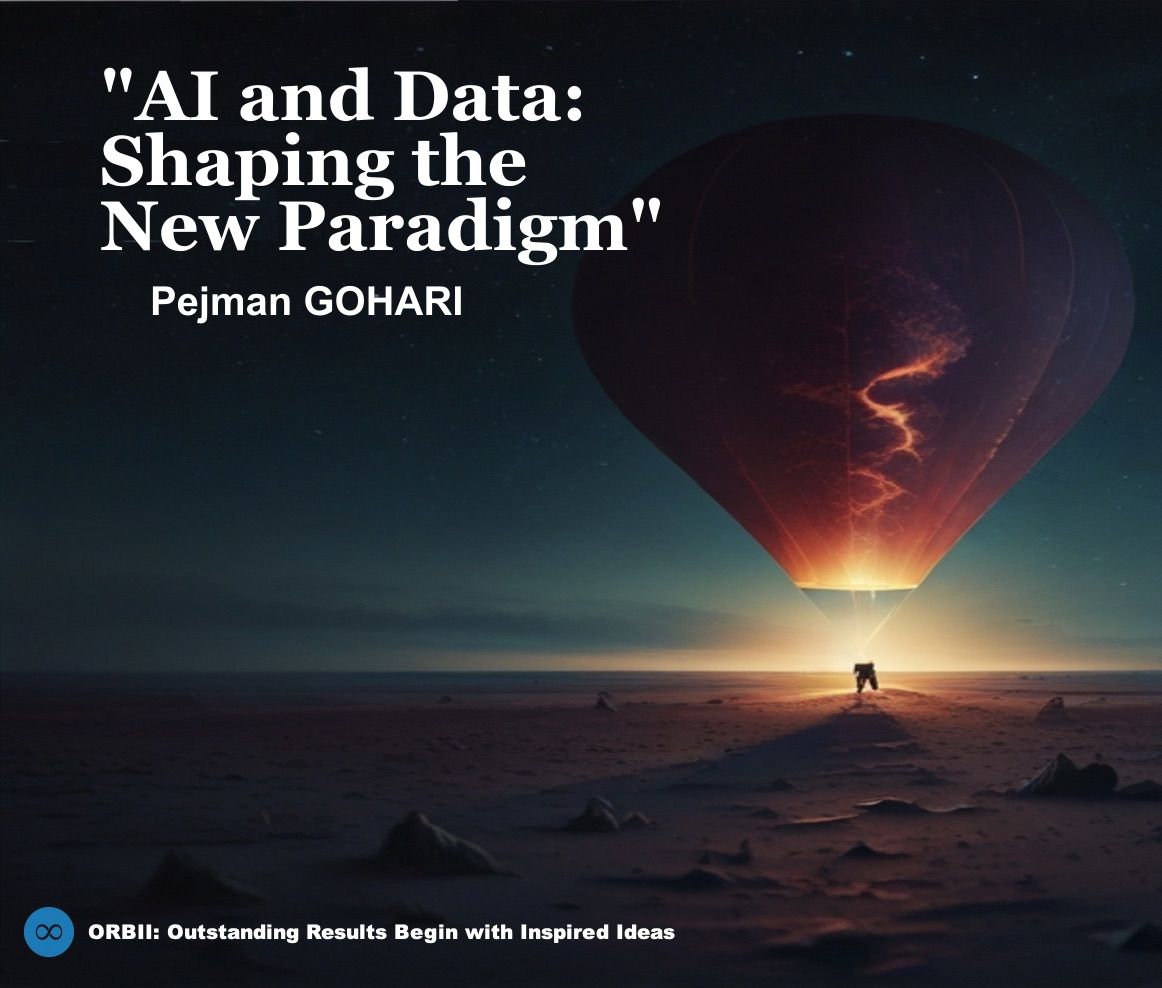 "AI and Data:
Shaping the
New Paradigm"
Pejman GOHARI
∞ ORBII: Outstanding Results Begin with Inspired Ideas